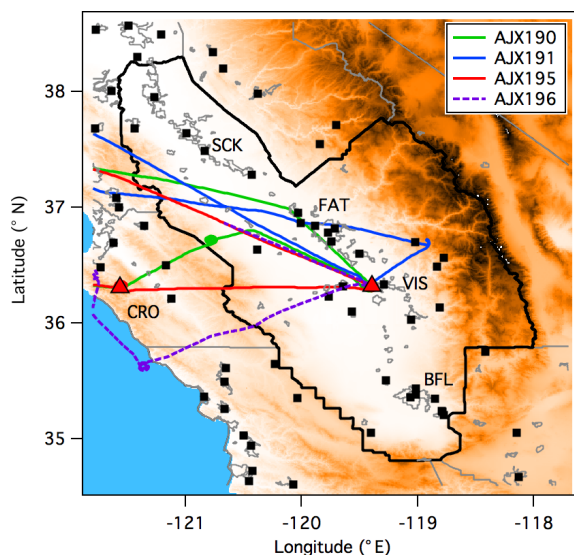 AJX190
AJX191
AJX195
AJX196
38
SCK
Latitude (° N)
37
FAT
VIS
CRO
36
BFL
35
-121
-120
-119
-118
Longitude (° E)